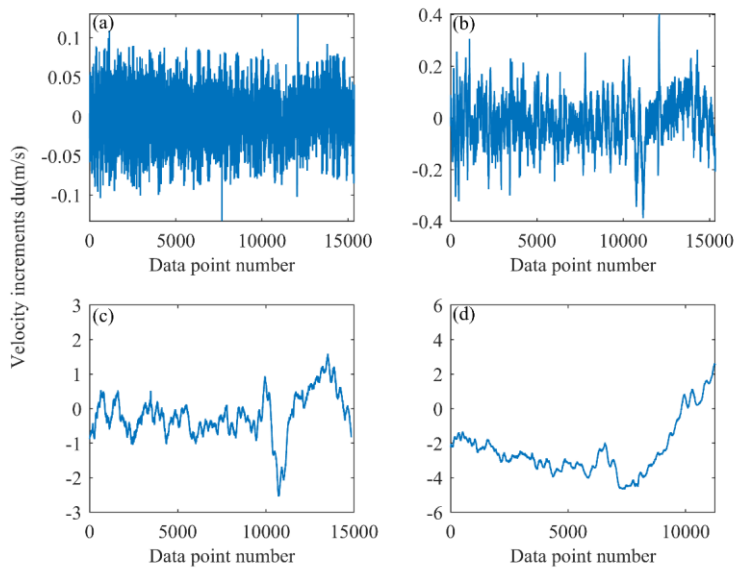 Velocity increments du(m/s)
(a)
0.1
0.05
0
-0.05
-0.1
0 5000 10000 15000
Data point number
(b)
0.4
0.2
0
-0.2
-0.4
0 5000 10000 15000
Data point number
(c)
3
2
1
0
-1
-2
-3
0 5000 10000 15000
Data point number
(d)
6
4
2
0
-2
-4
-6
0 5000 10000
Data point number